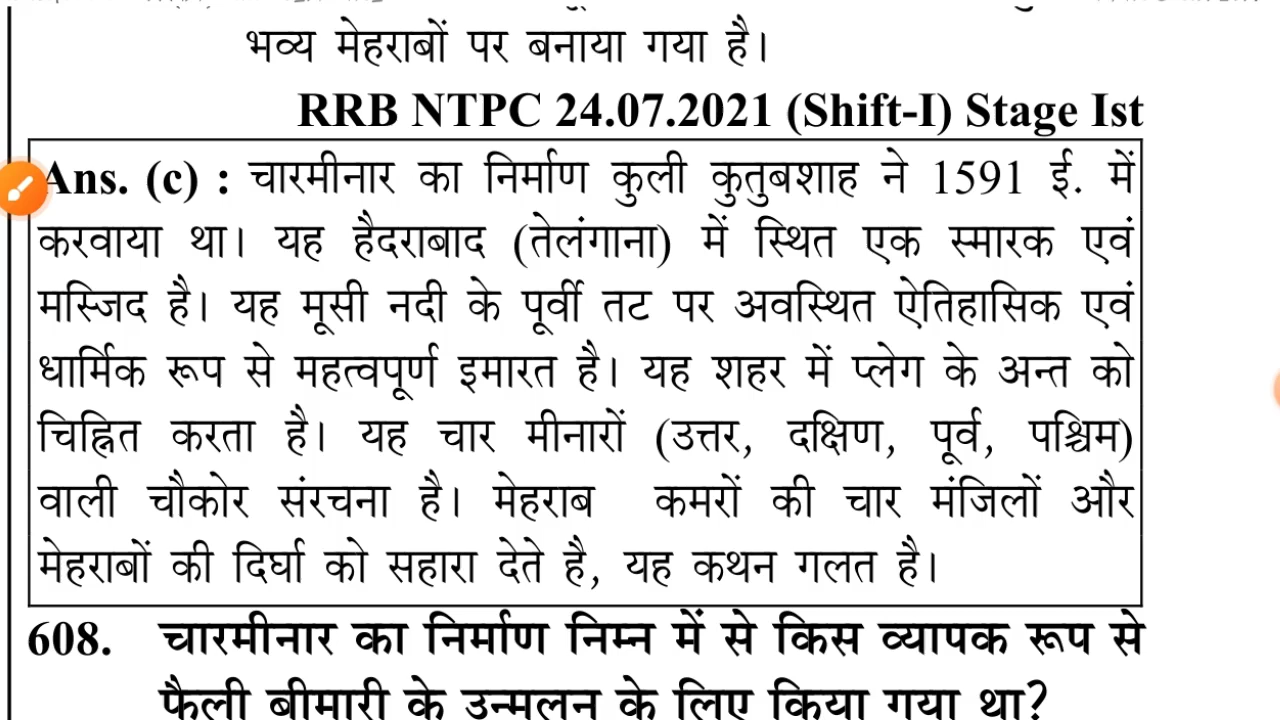 भव्य मेहराबों पर बनाया गया है।
RRB NTPC 24.07.2021 (Shift-I) Stage Ist
Ans. (c) : चारमीनार का निर्माण कुली कुतुबशाह ने 1591 ई. में
करवाया था। यह हैदराबाद (तेलंगाना) में स्थित एक स्मारक एवं
मस्जिद है। यह मूसी नदी के पूर्वी तट पर अवस्थित ऐतिहासिक एवं
धार्मिक रूप से महत्वपूर्ण इमारत है। यह शहर में प्लेग के अन्त को
चिह्नित करता है। यह चार मीनारों (उत्तर, दक्षिण, पूर्व, पश्चिम)
वाली चौकोर संरचना है। मेहराब कमरों की चार मंजिलों और
मेहराबों की दिर्घा को सहारा देते है, यह कथन गलत है।
608. चारमीनार का निर्माण निम्न में से किस व्यापक रूप से
फैली बीमारी के उन्मूलन के लिए किया गया था?